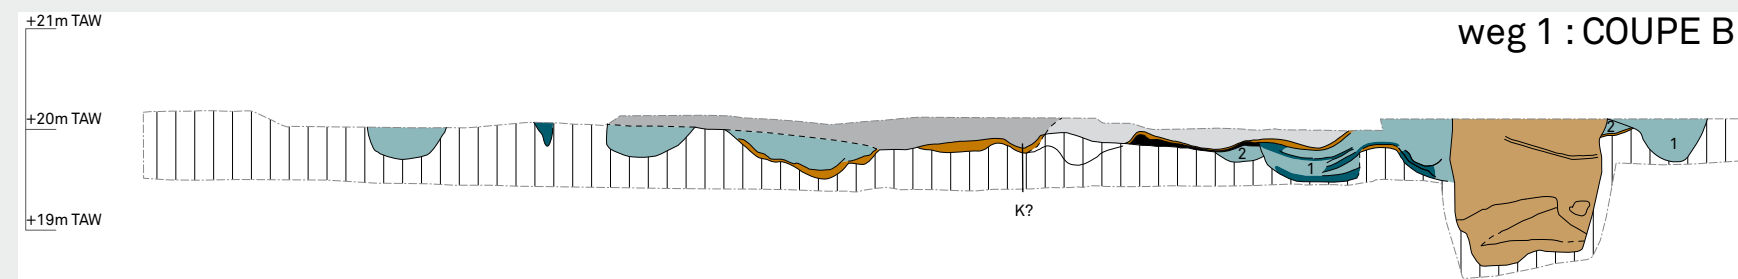 +21m TAW
weg 1 : COUPE B
+20m TAW
2
1
2
1
+19m TAW
K?